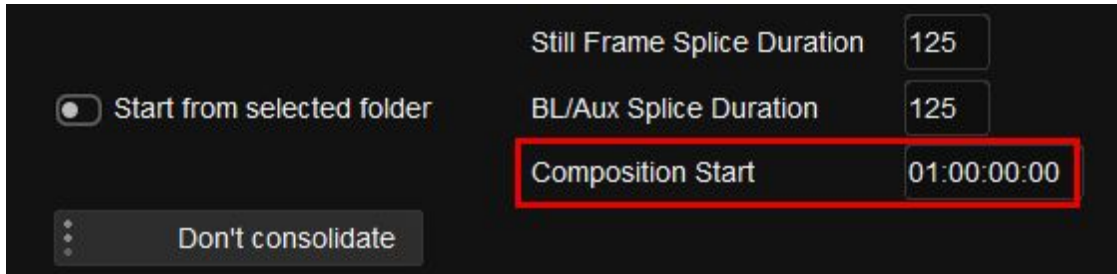 Still Frame Splice Duration 125
Start from selected folder BL/Aux Splice Duration 125
Composition Start 01:00:00:00
Don't consolidate